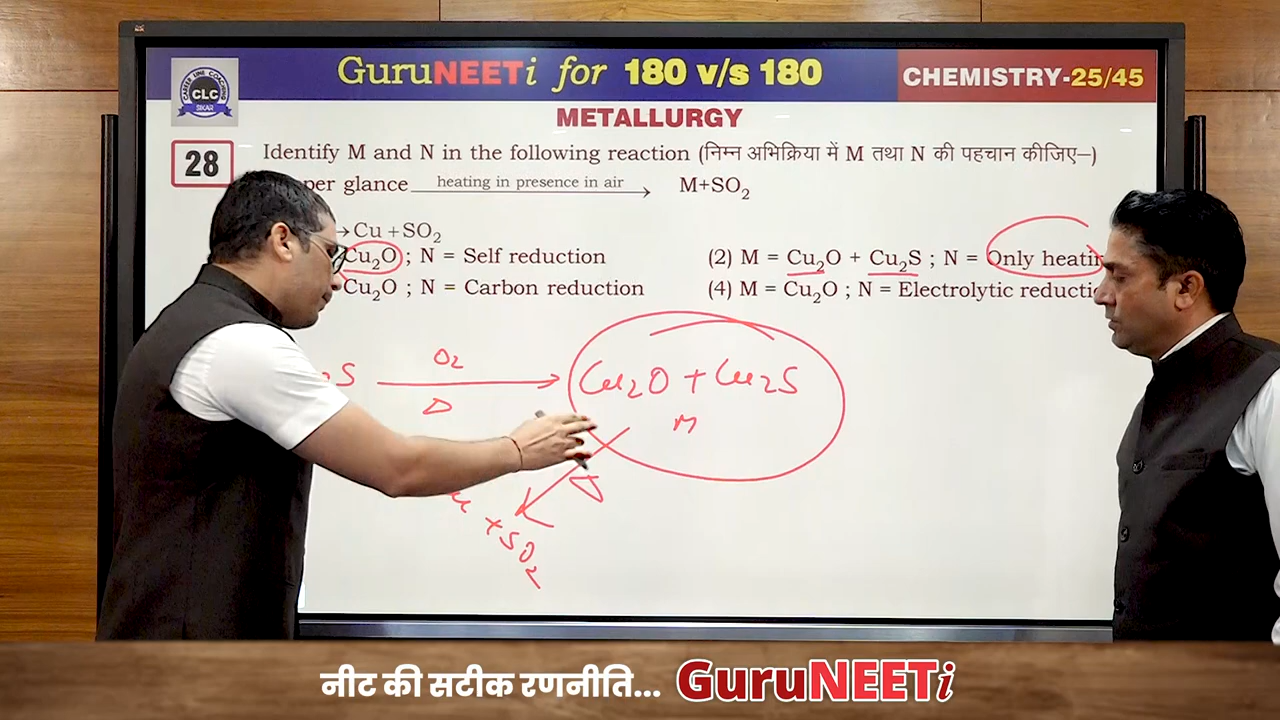 GuruNEETi for 180 v/s 180
CHEMISTRY-25/45
CLC
SIKAR
METALLURGY
28
Identify M and N in the following reaction (निम्न अभिक्रिया में M तथा N की पहचान कीजिए–)
per glance heating in presence in air → M+SO2
→ Cu + SO2
Cu2O ; N = Self reduction
(2) M = Cu2O + Cu2S ; N = Only heatin
Cu2O ; N = Carbon reduction
(4) M = Cu2O ; N = Electrolytic reducti
2S O2 Δ → Cu2O + Cu2S
M
Δ
+ SO2
नीट की सटीक रणनीति... GuruNEETi